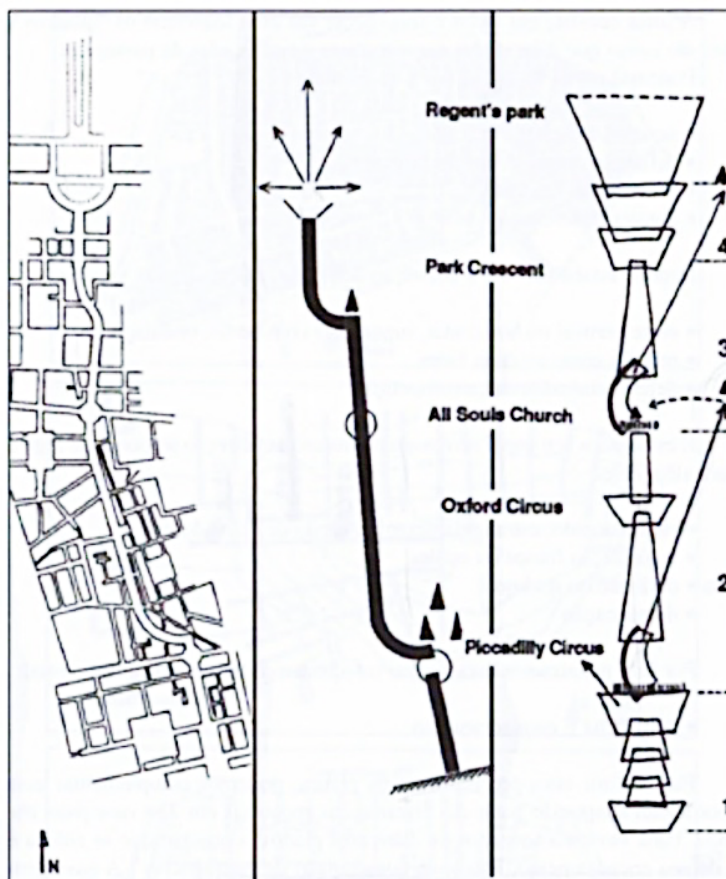 Regent's park
A
4
Park Crescent
3
All Souls Church
A
Oxford Circus
2
Piccadilly Circus
1
N